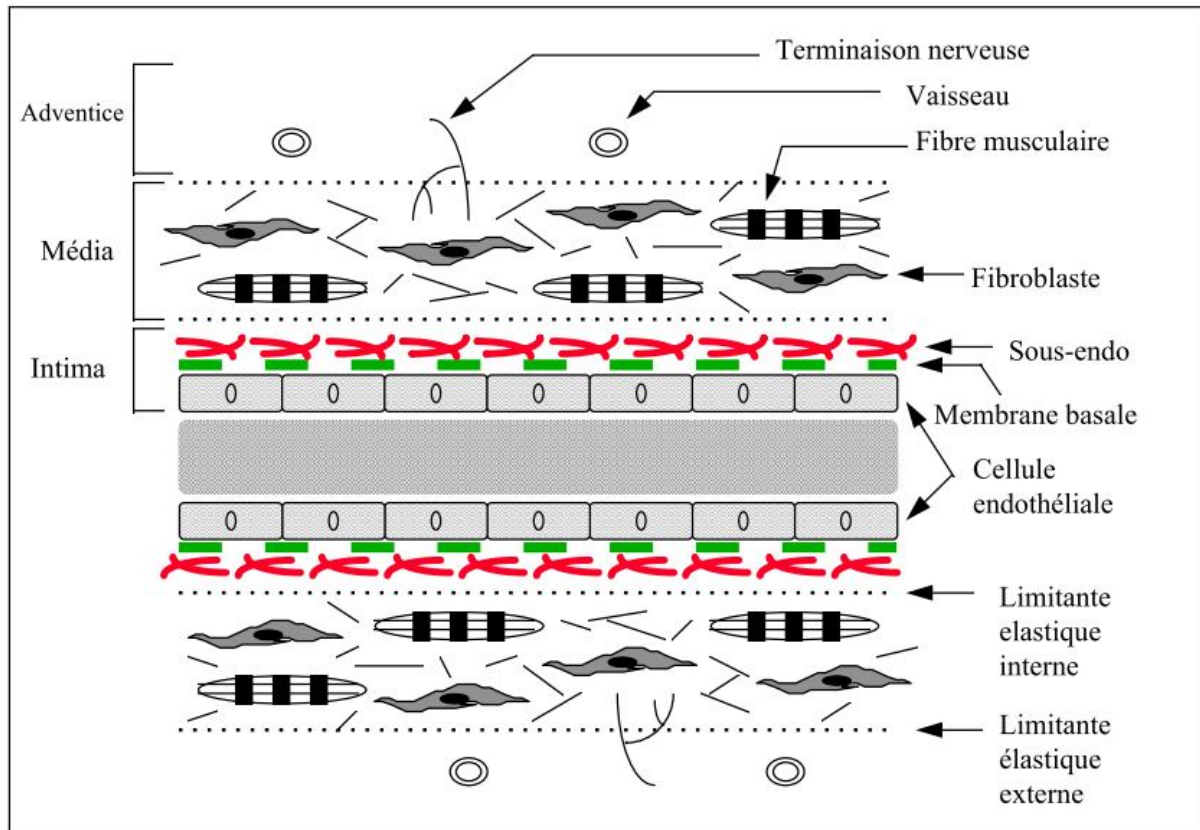 Terminaison nerveuse
Vaisseau
Adventice
Fibre musculaire
Média
Fibroblaste
Sous-endo
Intima
Membrane basale
Cellule
endothéliale
Limitante
elastique
interne
Limitante
élastique
externe